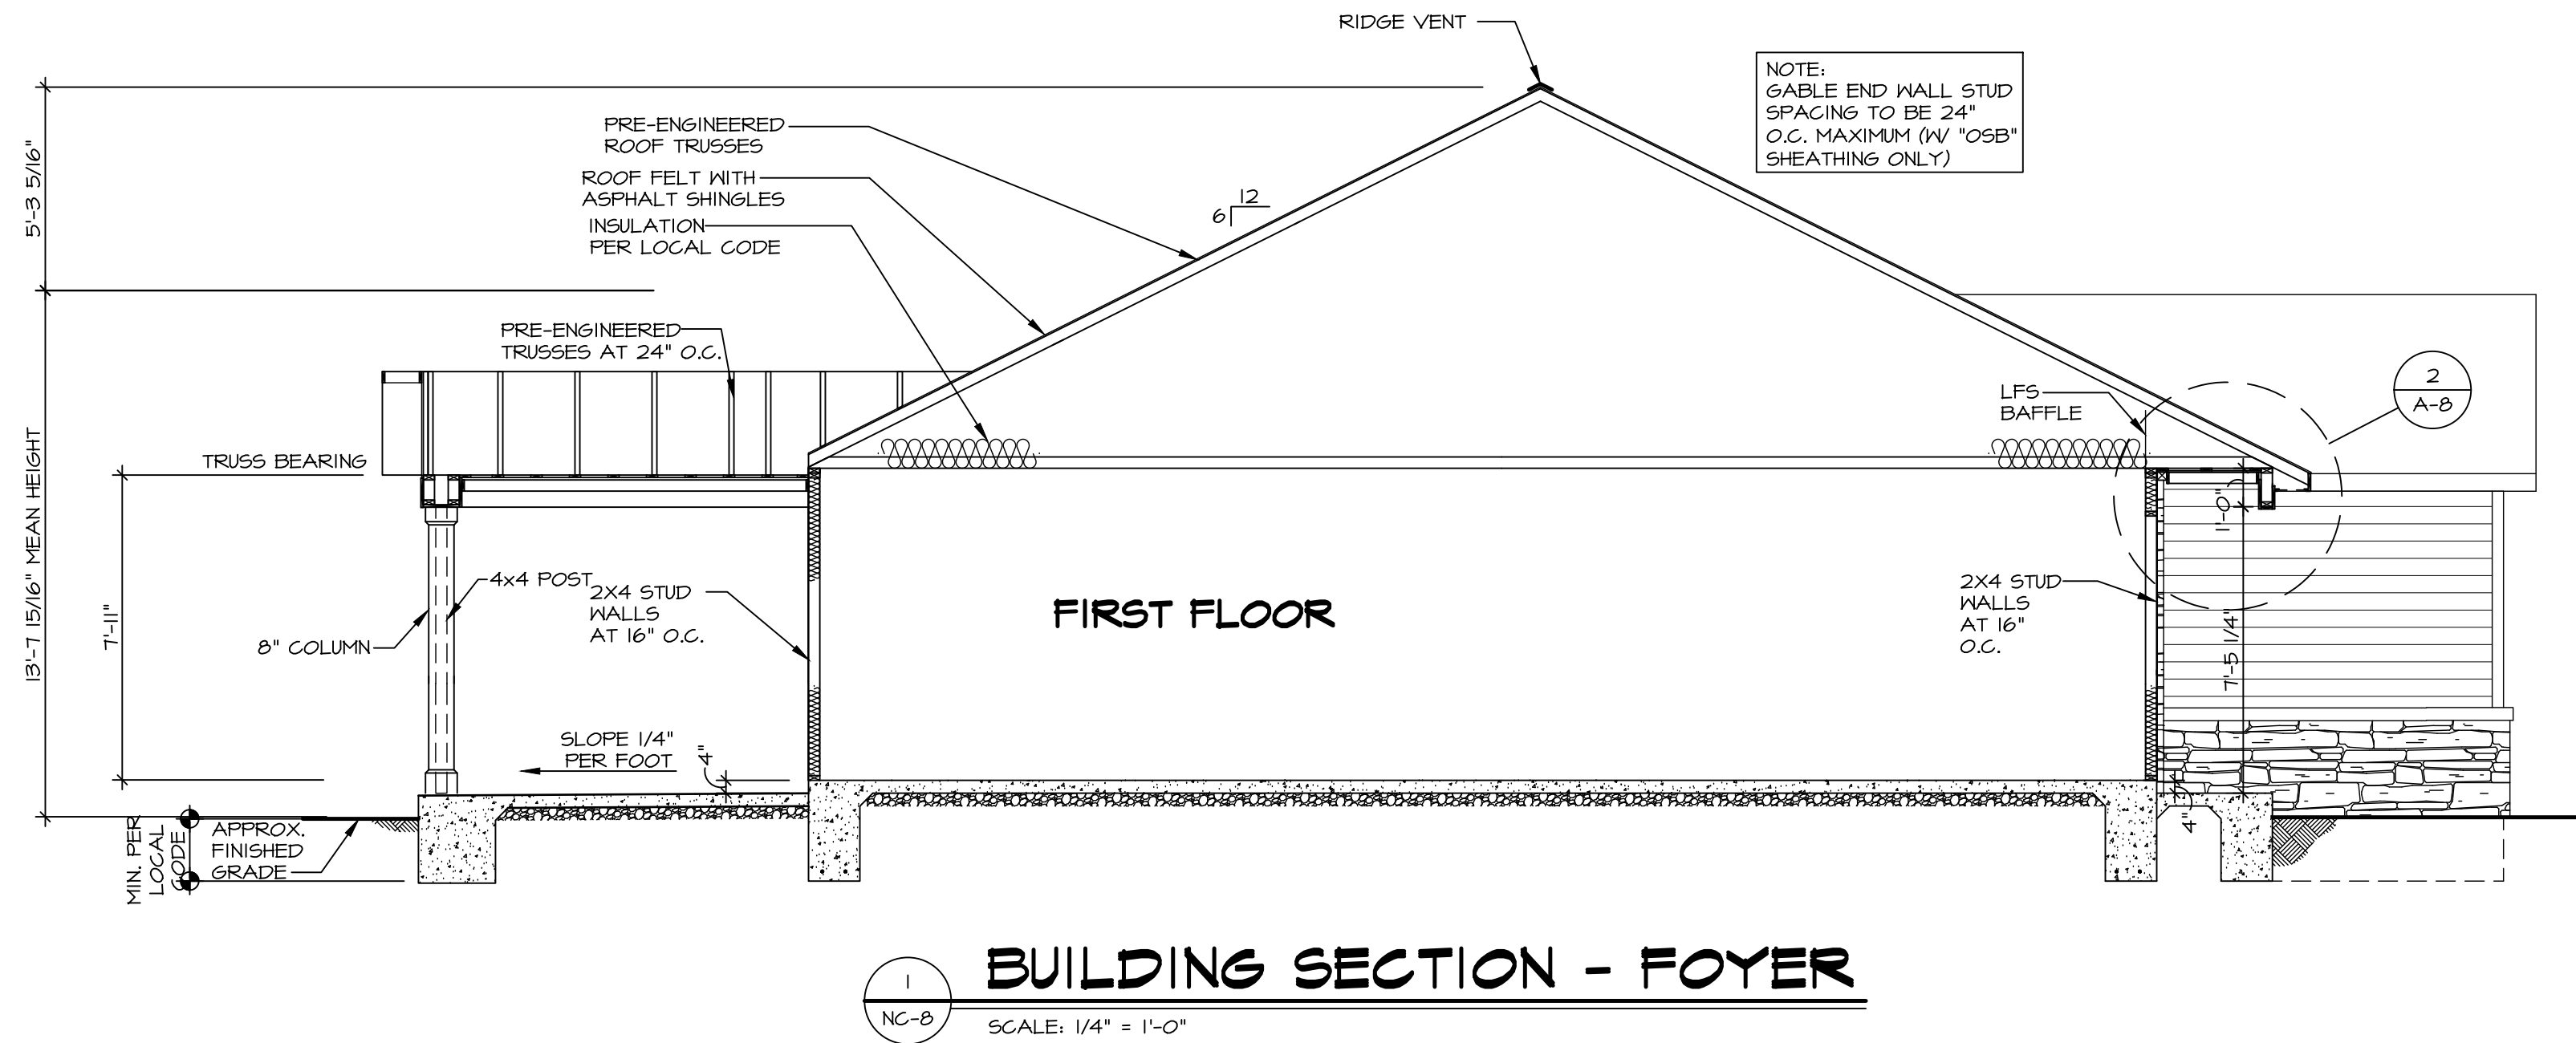 RIDGE VENT
NOTE:
GABLE END WALL STUD
SPACING TO BE 24"
O.C. MAXIMUM (W/ "OSB"
SHEATHING ONLY)
PRE-ENGINEERED
ROOF TRUSSES
ROOF FELT WITH
ASPHALT SHINGLES
INSULATION
PER LOCAL CODE
12
6
5'-3 5/16"
PRE-ENGINEERED
TRUSSES AT 24" O.C.
2
A-8
LFS
BAFFLE
TRUSS BEARING
13'-7 15/16" MEAN HEIGHT
7'-11"
1'-0"
4x4 POST
8" COLUMN
2X4 STUD
WALLS
AT 16" O.C.
FIRST FLOOR
2X4 STUD
WALLS
AT 16"
O.C.
7'-5 1/4"
SLOPE 1/4"
PER FOOT
4"
4"
MIN. PER
LOCAL
CODE
APPROX.
FINISHED
GRADE
1
NC-8
BUILDING SECTION - FOYER
SCALE: 1/4" = 1'-0"